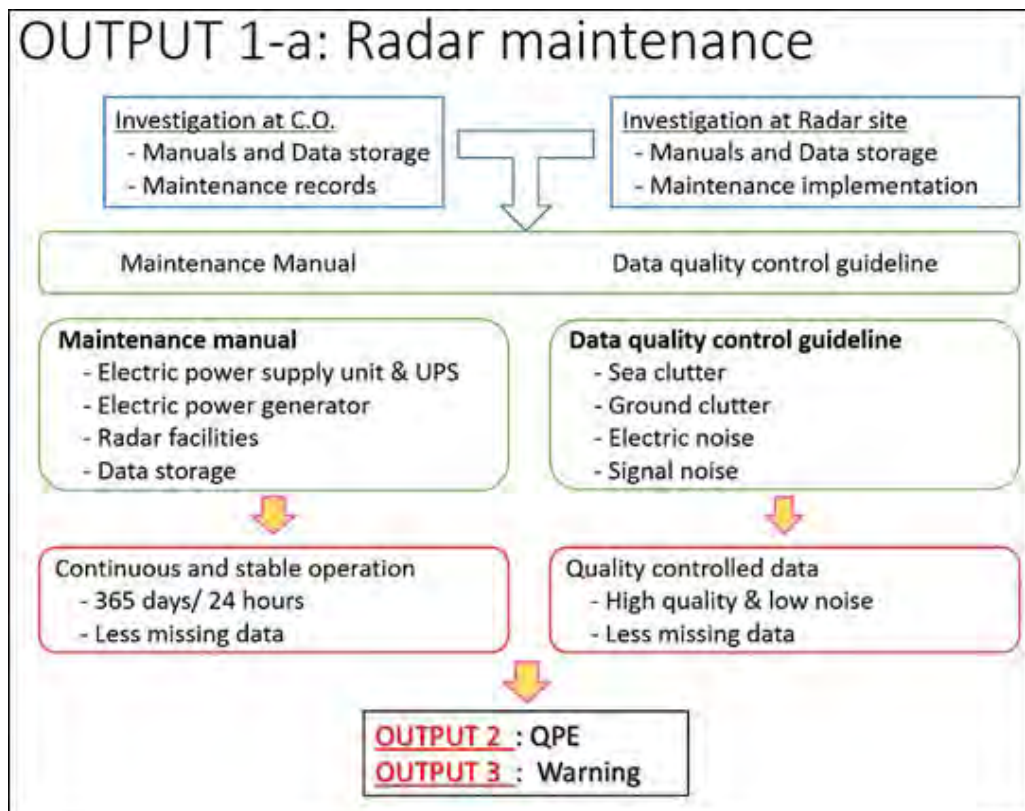 OUTPUT 1-a: Radar maintenance
Investigation at C.O.
- Manuals and Data storage
- Maintenance records
Investigation at Radar site
- Manuals and Data storage
- Maintenance implementation
Maintenance Manual
Data quality control guideline
Maintenance manual
- Electric power supply unit & UPS
- Electric power generator
- Radar facilities
- Data storage
Data quality control guideline
- Sea clutter
- Ground clutter
- Electric noise
- Signal noise
Continuous and stable operation
- 365 days/ 24 hours
- Less missing data
Quality controlled data
- High quality & low noise
- Less missing data
OUTPUT 2 : QPE
OUTPUT 3 : Warning